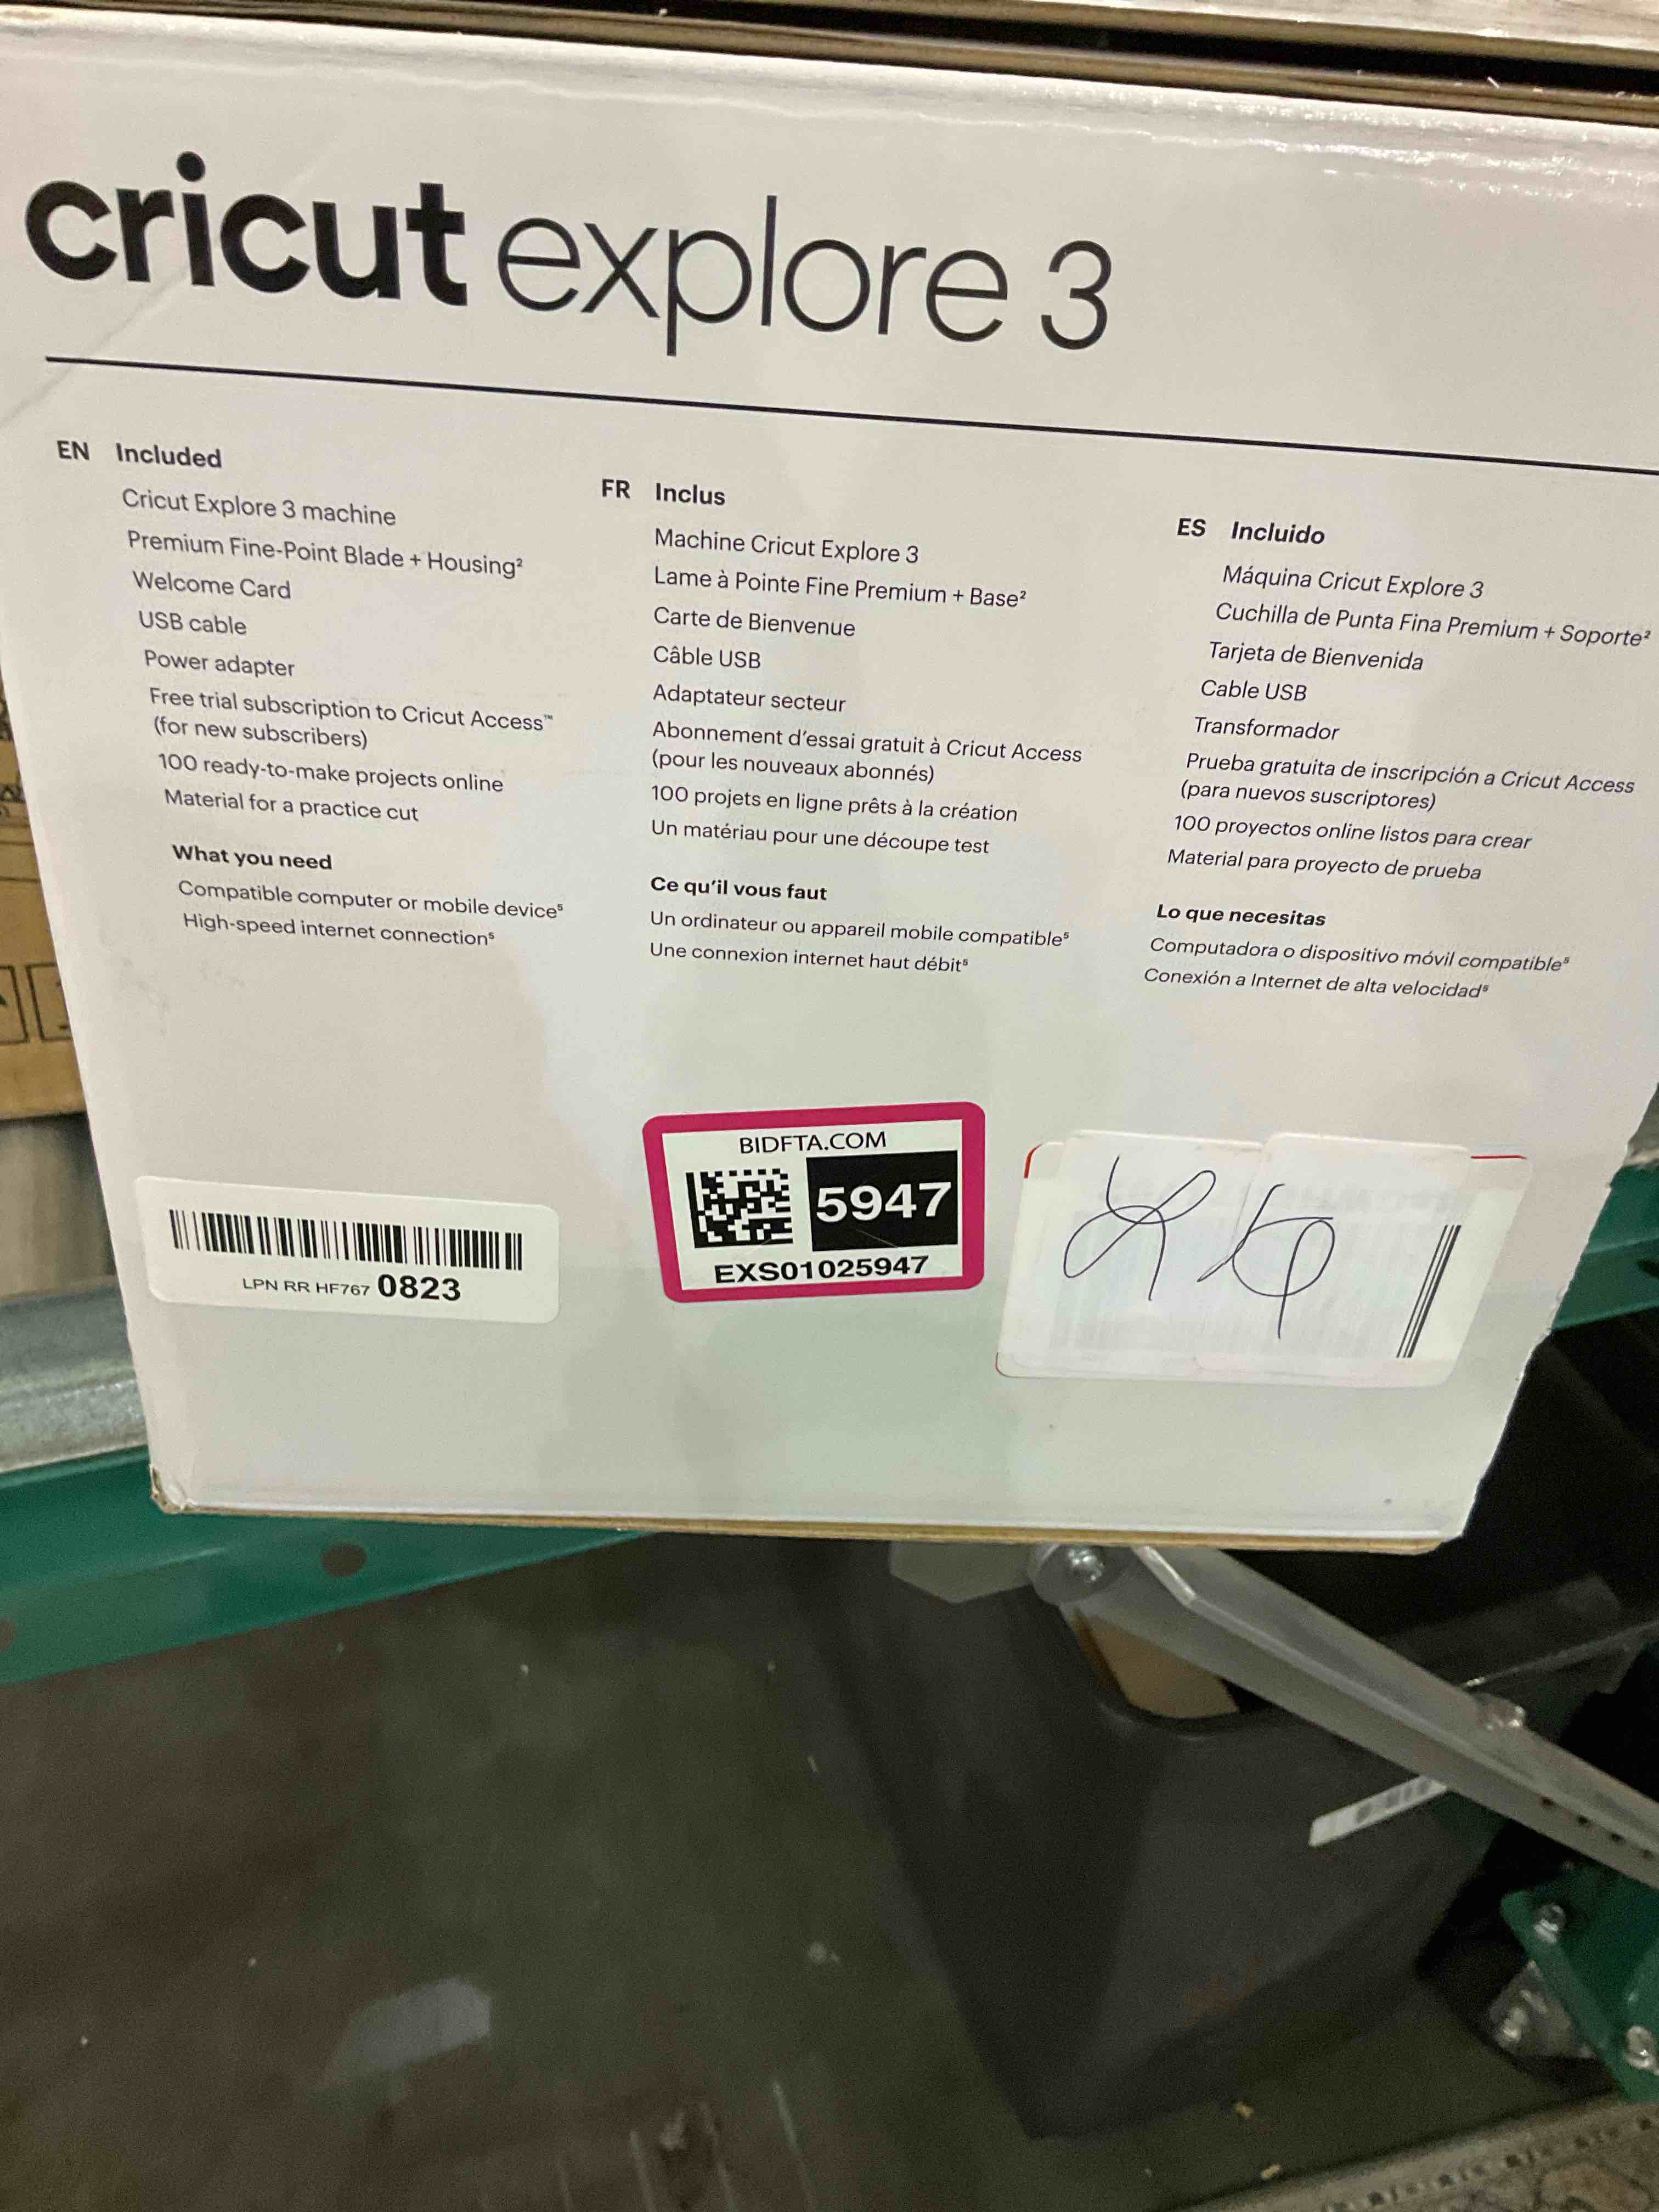 cricut explore 3
EN Included
Cricut Explore 3 machine
Premium Fine-Point Blade + Housing²
Welcome Card
USB cable
Power adapter
Free trial subscription to Cricut Access™
(for new subscribers)
100 ready-to-make projects online
Material for a practice cut
What you need
Compatible computer or mobile device⁵
High-speed internet connection⁵
FR Inclus
Machine Cricut Explore 3
Lame à Pointe Fine Premium + Base²
Carte de Bienvenue
Câble USB
Adaptateur secteur
Abonnement d'essai gratuit à Cricut Access
(pour les nouveaux abonnés)
100 projets en ligne prêts à la création
Un matériau pour une découpe test
Ce qu'il vous faut
Un ordinateur ou appareil mobile compatible⁵
Une connexion internet haut débit⁵
ES Incluido
Máquina Cricut Explore 3
Cuchilla de Punta Fina Premium + Soporte²
Tarjeta de Bienvenida
Cable USB
Transformador
Prueba gratuita de inscripción a Cricut Access
(para nuevos suscriptores)
100 proyectos online listos para crear
Material para proyecto de prueba
Lo que necesitas
Computadora o dispositivo móvil compatible⁵
Conexión a Internet de alta velocidad⁵
LPN RR HF767 0823
BIDFTA.COM
5947
EXS01025947